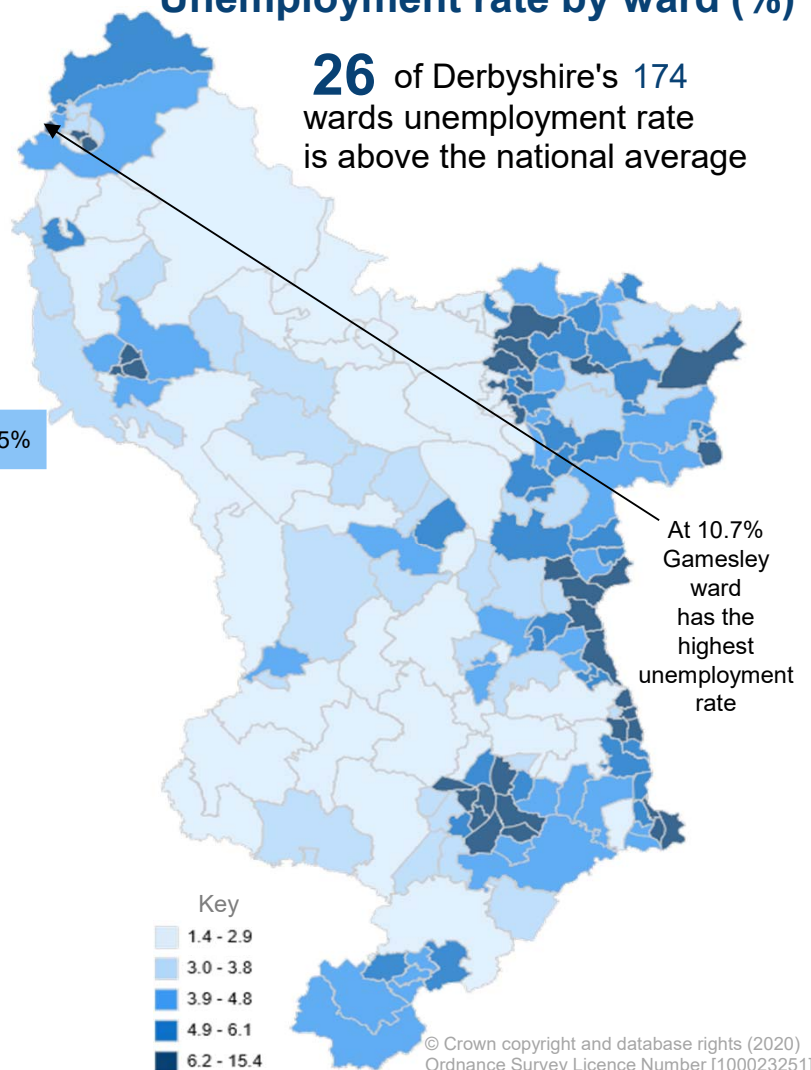 Unemployment rate by ward (%)
26 of Derbyshire's 174
wards unemployment rate
is above the national average
5%
At 10.7%
Gamesley
ward
has the
highest
unemployment
rate
Key
1.4 - 2.9
3.0 - 3.8
3.9 - 4.8
4.9 - 6.1
6.2 - 15.4
© Crown copyright and database rights (2020)
Ordnance Survey Licence Number [100023251]